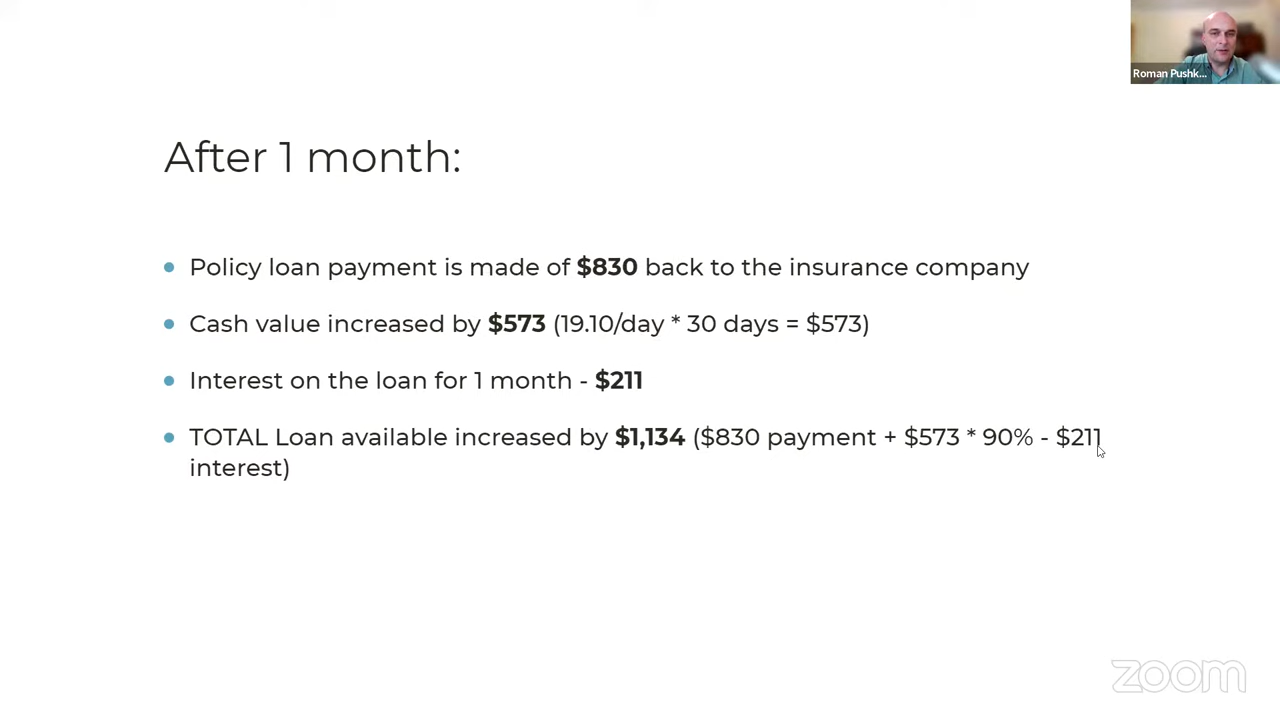 Roman Pushk...
After 1 month:
Policy loan payment is made of $830 back to the insurance company
Cash value increased by $573 (19.10/day * 30 days = $573)
Interest on the loan for 1 month - $211
TOTAL Loan available increased by $1,134 ($830 payment + $573 * 90% - $211
interest)
zoom